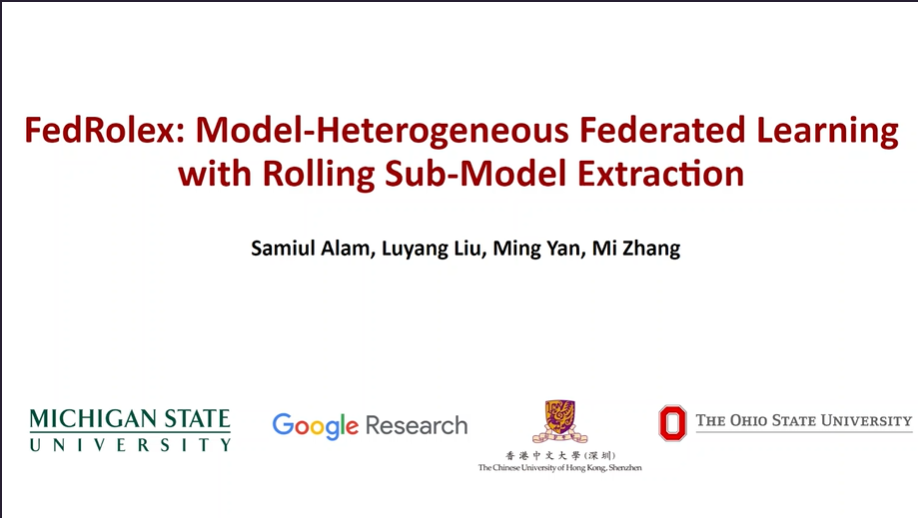 FedRolex: Model-Heterogeneous Federated Learning
with Rolling Sub-Model Extraction
Samiul Alam, Luyang Liu, Ming Yan, Mi Zhang
MICHIGAN STATE
UNIVERSITY
Google Research
香港中文大學(深圳)
The Chinese University of Hong Kong, Shenzhen
THE OHIO STATE UNIVERSITY